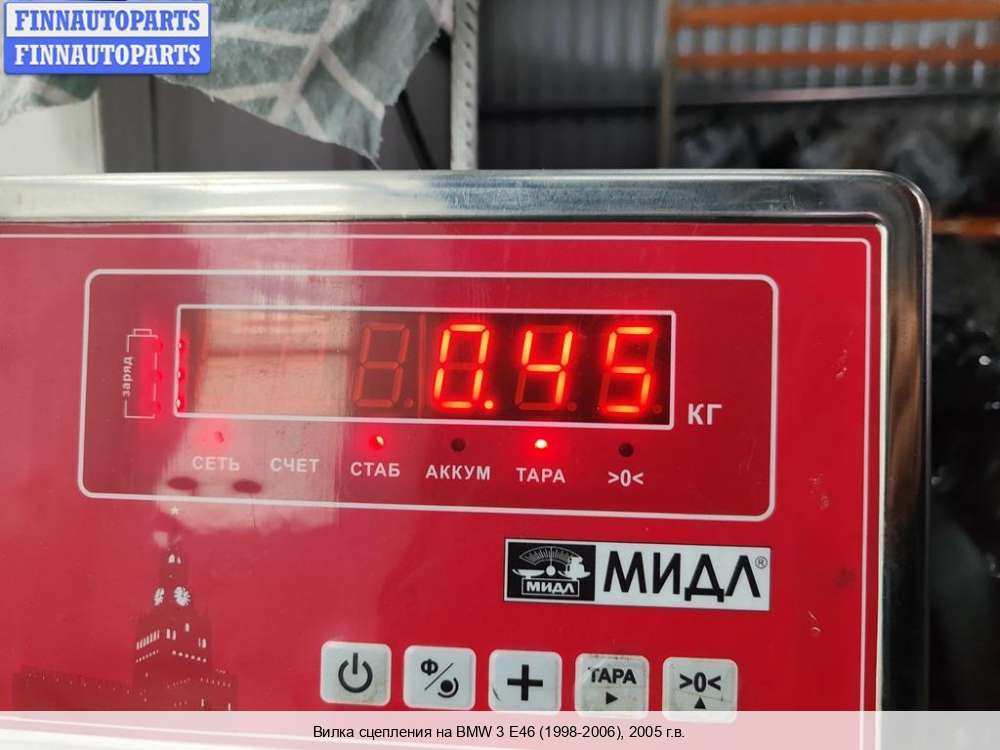 FINNAUTOPARTS
FINNAUTOPARTS
заряд
0.45
КГ
СЕТЬ СЧЕТ СТАБ АККУМ ТАРА >0<
МИДЛ
МИДЛ®
Ф
+
ТАРА
>0<
Вилка сцепления на BMW 3 E46 (1998-2006), 2005 г.в.